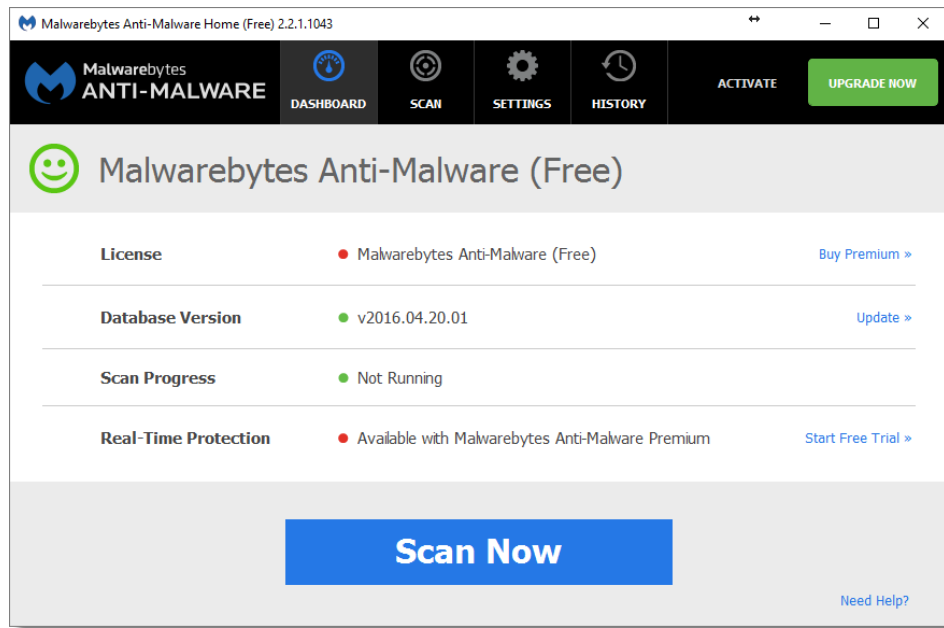 Malwarebytes Anti-Malware Home (Free) 2.2.1.1043
Malwarebytes
ANTI-MALWARE
DASHBOARD
SCAN
SETTINGS
HISTORY
ACTIVATE
UPGRADE NOW
Malwarebytes Anti-Malware (Free)
License Malwarebytes Anti-Malware (Free) Buy Premium »
Database Version v2016.04.20.01 Update »
Scan Progress Not Running
Real-Time Protection Available with Malwarebytes Anti-Malware Premium Start Free Trial »
Scan Now
Need Help?